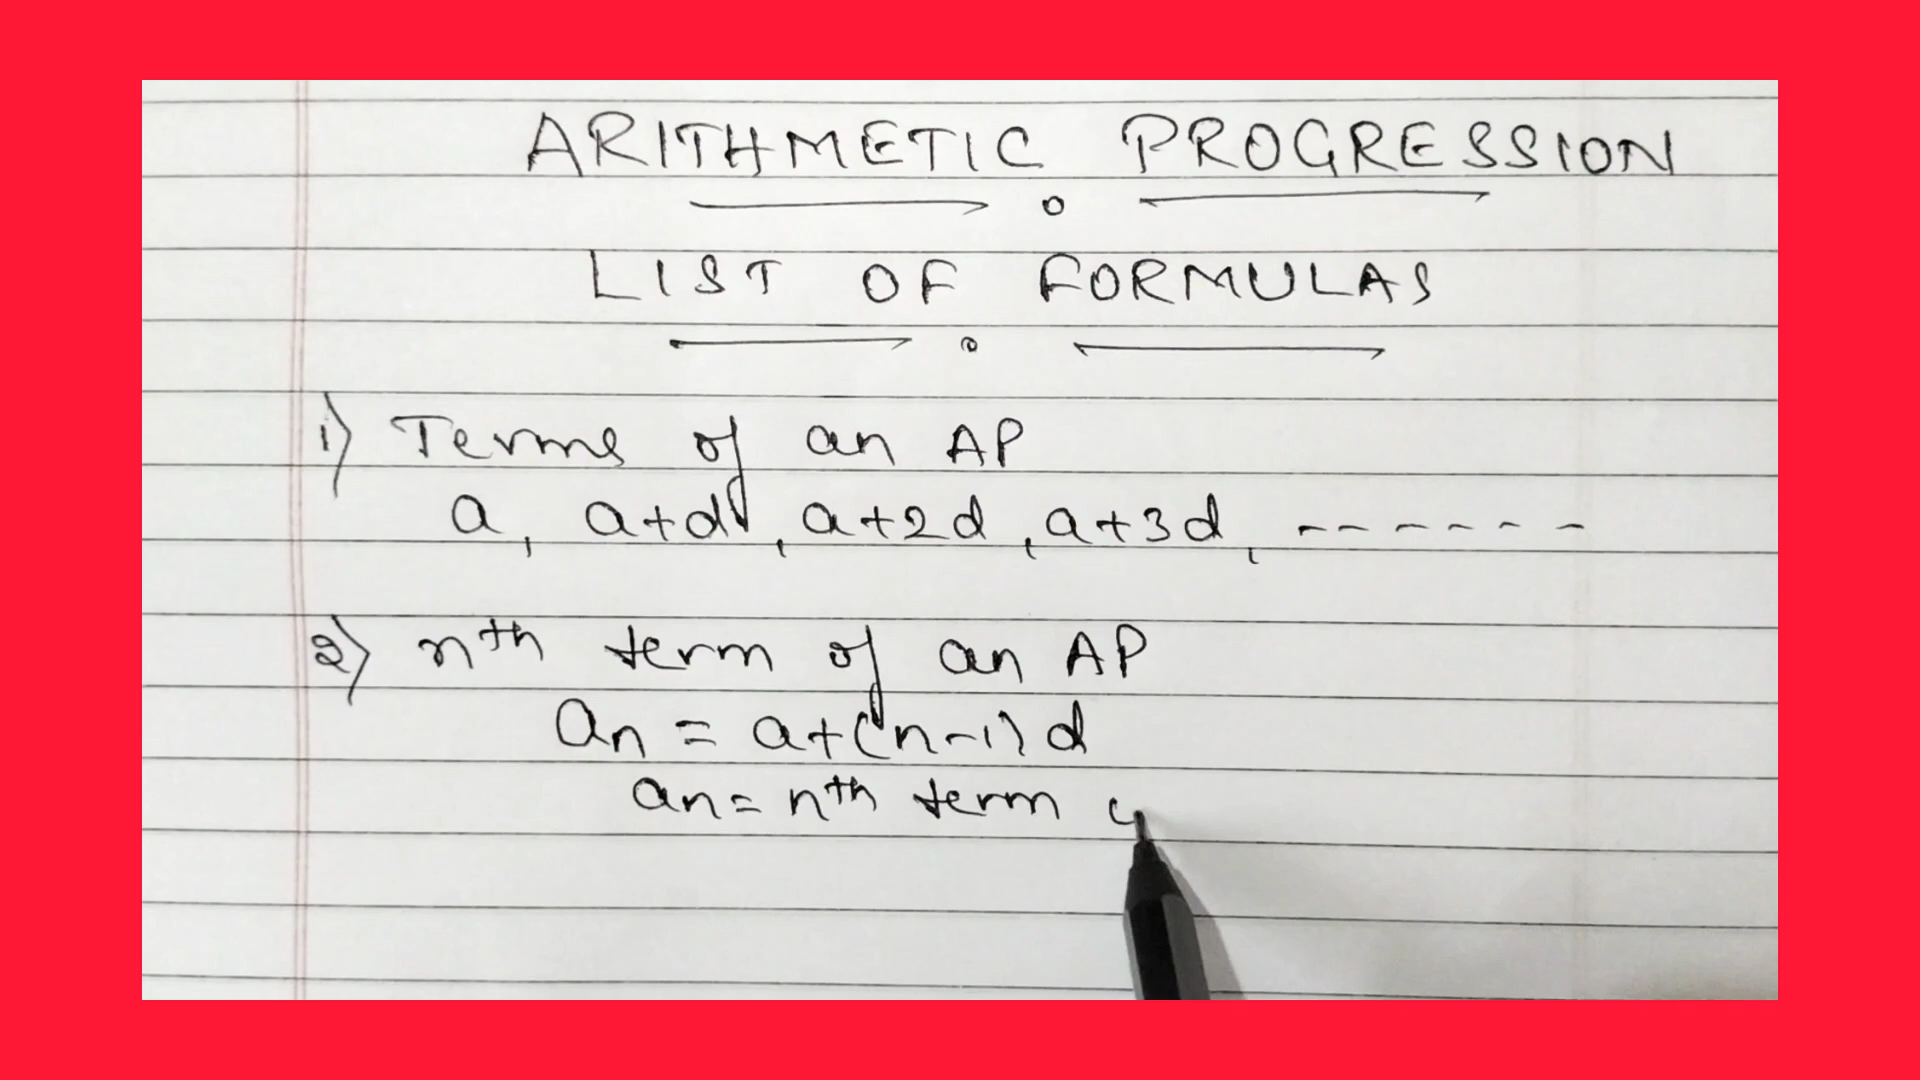 ARITHMETIC PROGRESSION
LIST OF FORMULAS
1) Terms of an AP
a, a+d, a+2d, a+3d, ------
2) nth term of an AP
an = a+(n-1)d
an = nth term